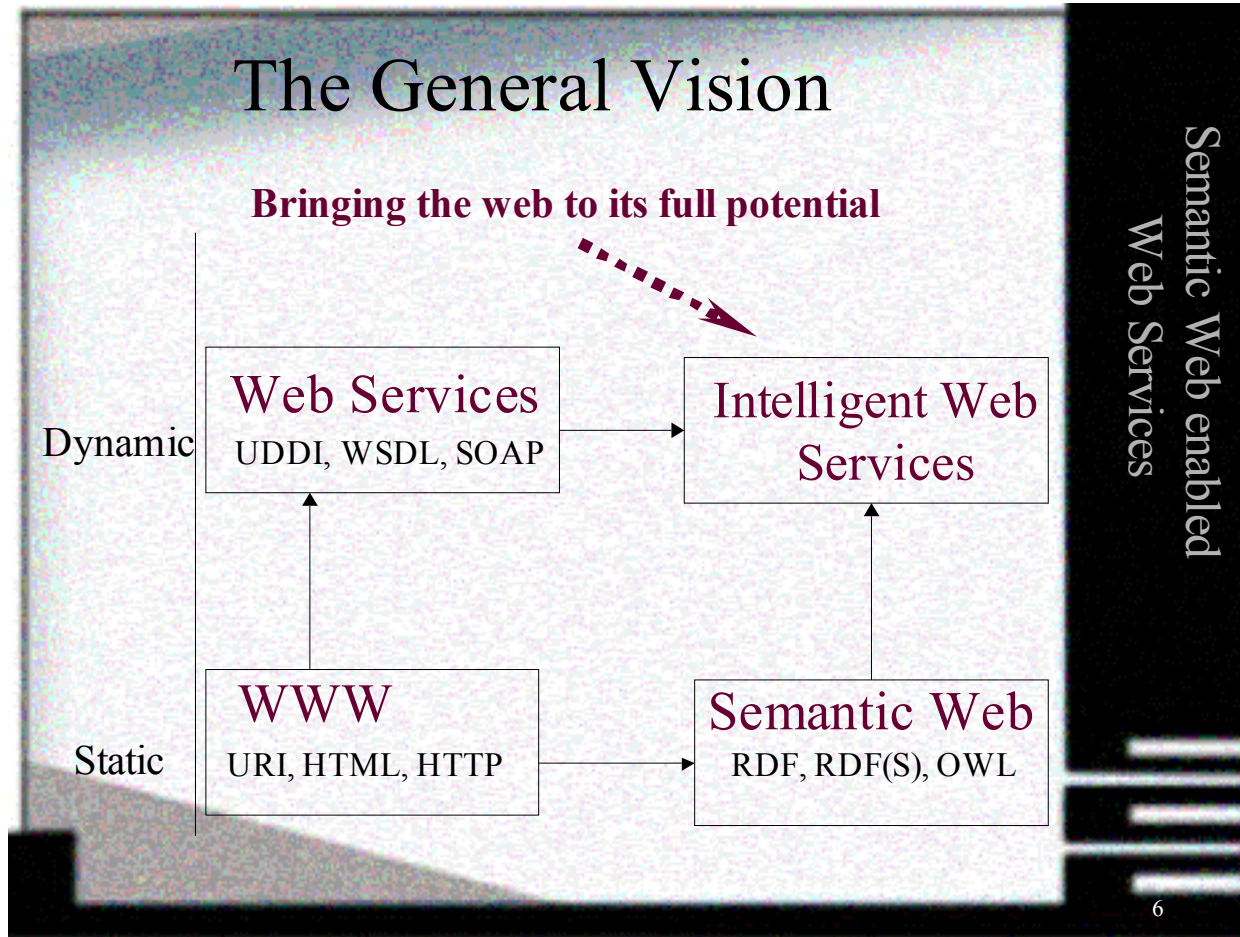 The General Vision
Bringing the web to its full potential
Dynamic
Web Services
UDDI, WSDL, SOAP
Intelligent Web
Services
Static
WWW
URI, HTML, HTTP
Semantic Web
RDF, RDF(S), OWL
Semantic Web enabled
Web Services
6